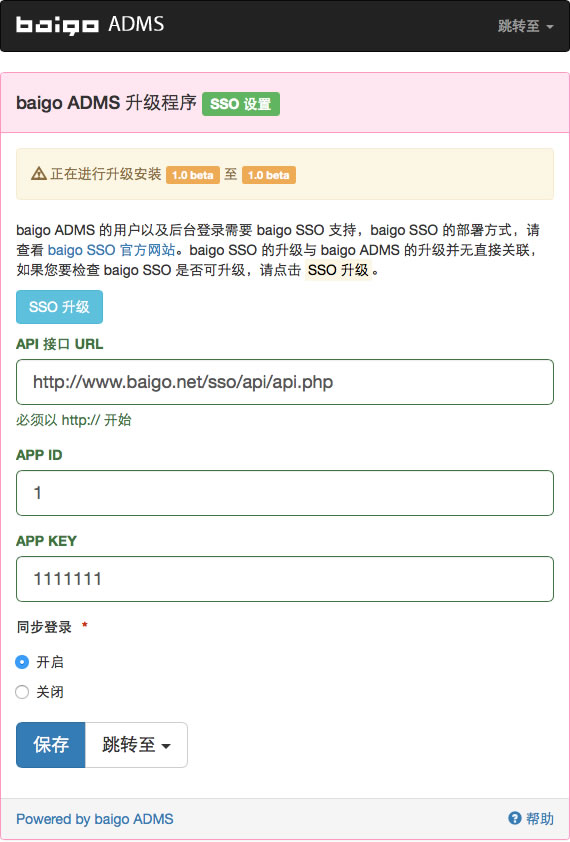 baigo ADMS 跳转至
baigo ADMS 升级程序 SSO 设置
正在进行升级安装 1.0 beta 至 1.0 beta
baigo ADMS 的用户以及后台登录需要 baigo SSO 支持，baigo SSO 的部署方式，请
查看 baigo SSO 官方网站。baigo SSO 的升级与 baigo ADMS 的升级并无直接关联，
如果您要检查 baigo SSO 是否可升级，请点击 SSO 升级 。
SSO 升级
API 接口 URL
http://www.baigo.net/sso/api/api.php
必须以 http:// 开始
APP ID
1
APP KEY
1111111
同步登录 *
开启
关闭
保存 跳转至
Powered by baigo ADMS 帮助